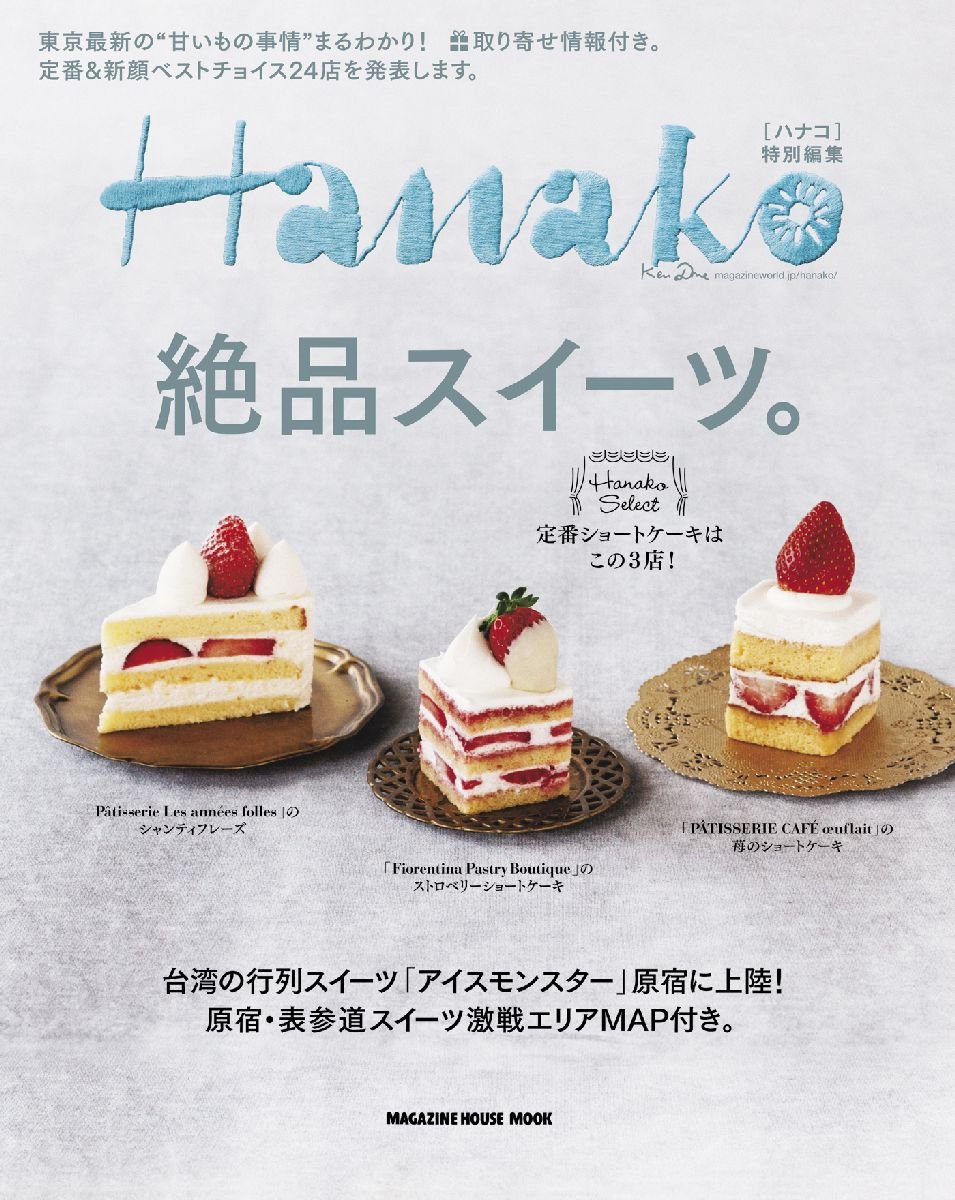 東京最新の“甘いもの事情”まるわかり! 取り寄せ情報付き。
定番&新顔ベストチョイス24店を発表します。
Hanako
[ハナコ]
特別編集
Ken Done magazineworld.jp/hanako/
絶品スイーツ。
Hanako
Select
定番ショートケーキは
この3店!
Pâtisserie Les années folles」の
シャンティフレーズ
「Fiorentina Pastry Boutique」の
ストロベリーショートケーキ
「PÂTISSERIE CAFÉ œuflait」の
苺のショートケーキ
台湾の行列スイーツ「アイスモンスター」原宿に上陸!
原宿・表参道スイーツ激戦エリアMAP付き。
MAGAZINE HOUSE MOOK